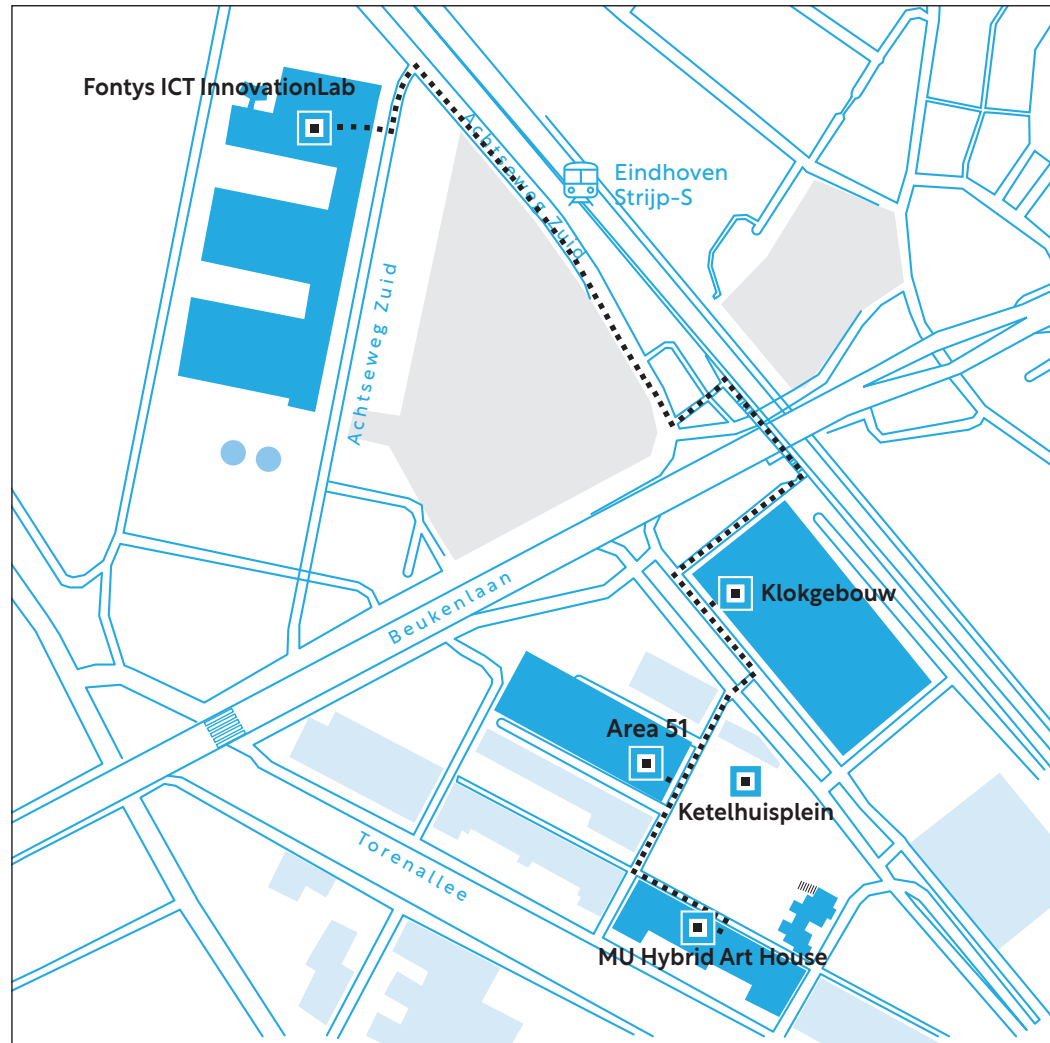 Fontys ICT InnovationLab
Achtseweg Zuid
Eindhoven
Strijp-S
Achtseweg Zuid
Beukenlaan
Klokgebouw
Area 51
Ketelhuisplein
Torenallee
MU Hybrid Art House